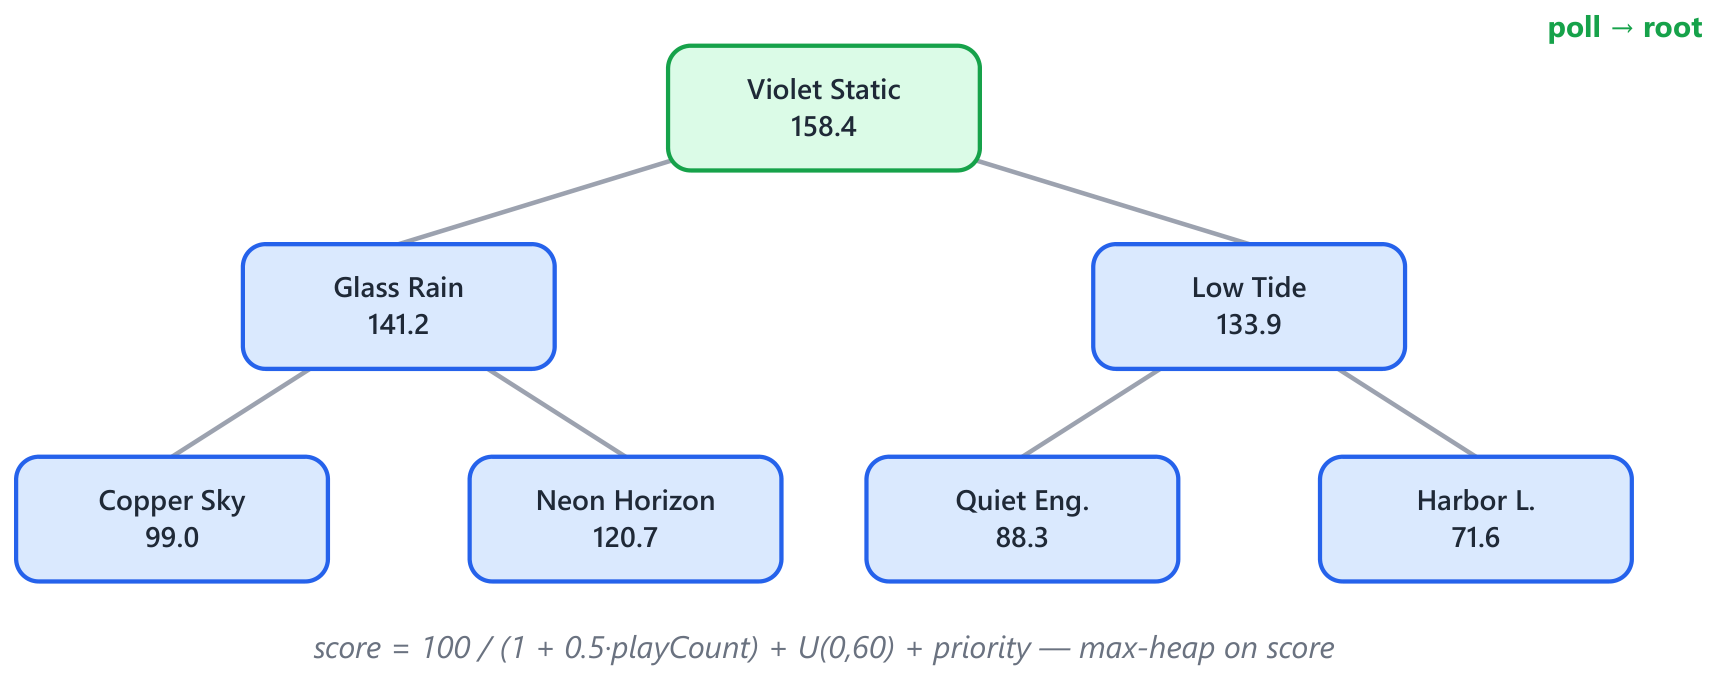 poll → root
Violet Static
158.4
Glass Rain
141.2
Low Tide
133.9
Copper Sky
99.0
Neon Horizon
120.7
Quiet Eng.
88.3
Harbor L.
71.6
score = 100 / (1 + 0.5·playCount) + U(0,60) + priority — max-heap on score